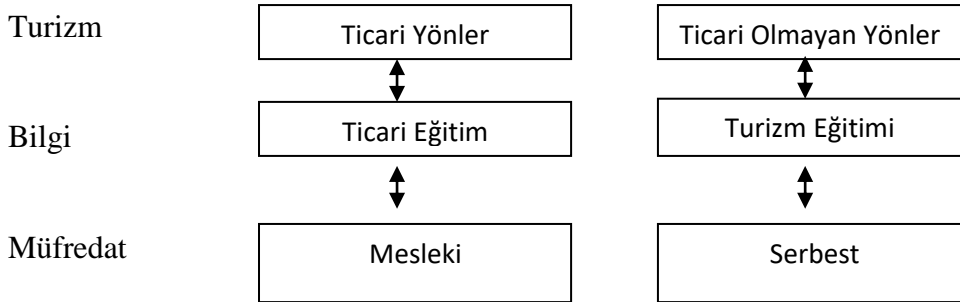 Turizm
Ticari Yönler
Ticari Olmayan Yönler
Bilgi
Ticari Eğitim
Turizm Eğitimi
Müfredat
Mesleki
Serbest